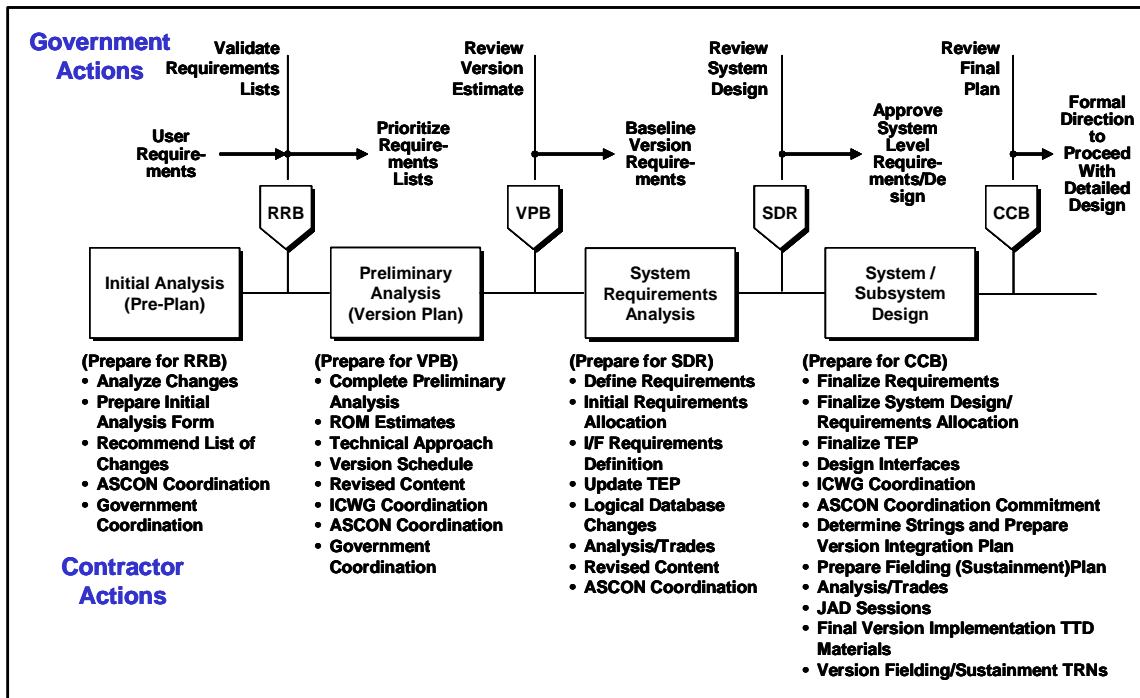 Government
Actions
Validate
Requirements
Lists
Review
Version
Estimate
Review
System
Design
Review
Final
Plan
User
Require-
ments
Prioritize
Require-
ments
Lists
Baseline
Version
Require-
ments
Approve
System
Level
Require-
ments/De
sign
Formal
Direction
to
Proceed
With
Detailed
Design
RRB
VPB
SDR
CCB
Initial Analysis
(Pre-Plan)
Preliminary
Analysis
(Version Plan)
System
Requirements
Analysis
System /
Subsystem
Design
(Prepare for RRB)
• Analyze Changes
• Prepare Initial
Analysis Form
• Recommend List of
Changes
• ASCON Coordination
• Government
Coordination
(Prepare for VPB)
• Complete Preliminary
Analysis
• ROM Estimates
• Technical Approach
• Version Schedule
• Revised Content
• ICWG Coordination
• ASCON Coordination
• Government
Coordination
(Prepare for SDR)
• Define Requirements
• Initial Requirements
Allocation
• I/F Requirements
Definition
• Update TEP
• Logical Database
Changes
• Analysis/Trades
• Revised Content
• ASCON Coordination
(Prepare for CCB)
• Finalize Requirements
• Finalize System Design/
Requirements Allocation
• Finalize TEP
• Design Interfaces
• ICWG Coordination
• ASCON Coordination Commitment
• Determine Strings and Prepare
Version Integration Plan
• Prepare Fielding (Sustainment)Plan
• Analysis/Trades
• JAD Sessions
• Final Version Implementation TTD
Materials
• Version Fielding/Sustainment TRNs
Contractor
Actions